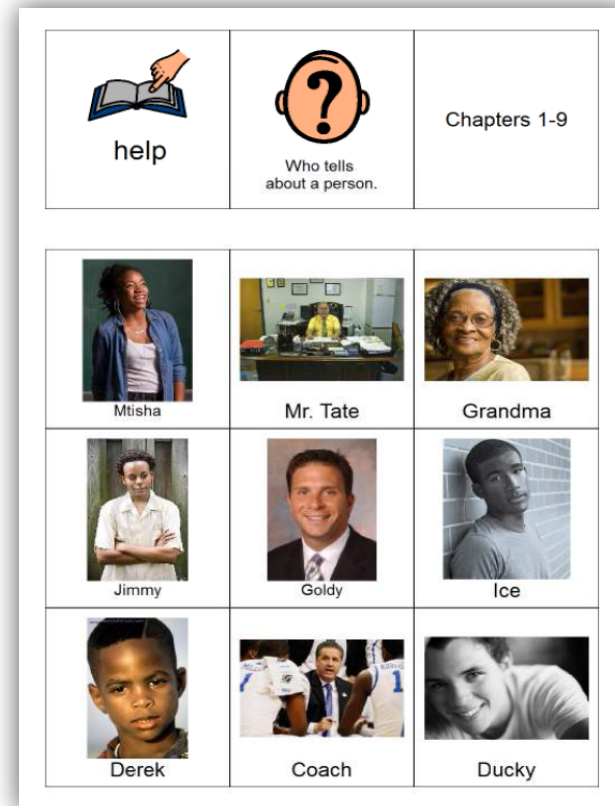 help
?
Who tells
about a person.
Chapters 1-9
Mtisha
Mr. Tate
Grandma
Jimmy
Goldy
Ice
Derek
Coach
Ducky